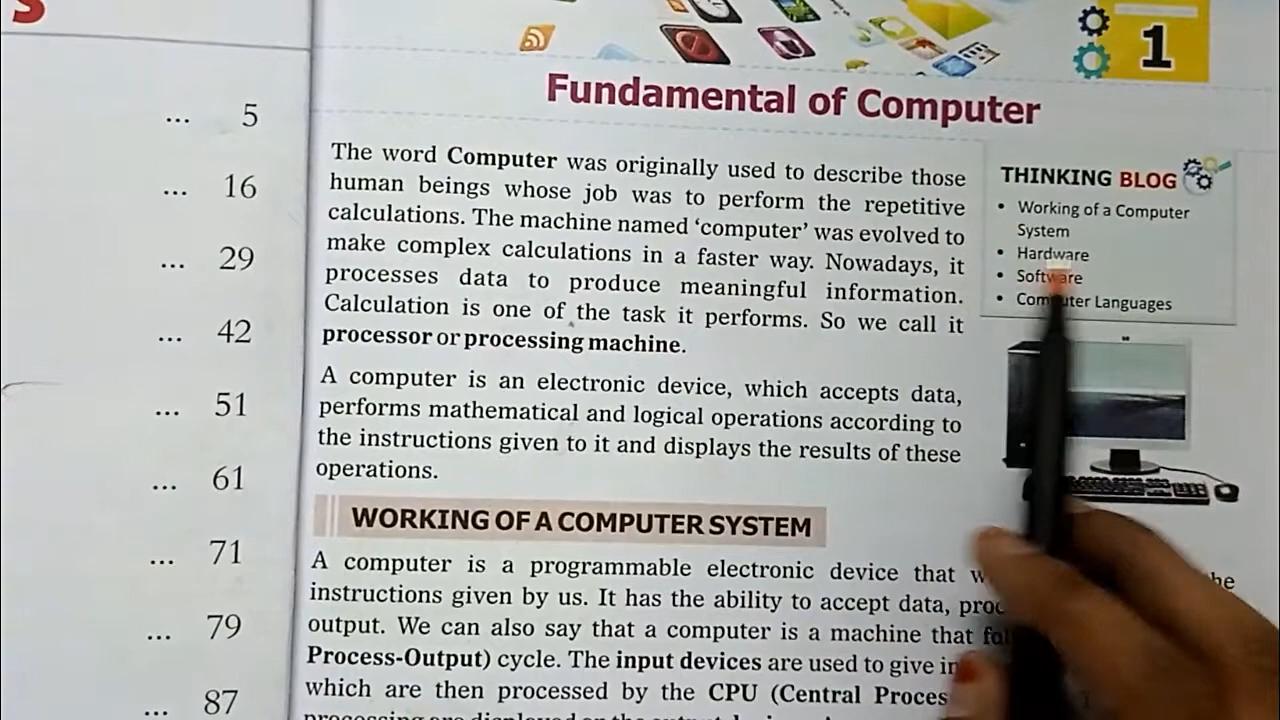 S
... 5
... 16
... 29
... 42
... 51
... 61
... 71
... 79
... 87
1
Fundamental of Computer
The word Computer was originally used to describe those
human beings whose job was to perform the repetitive
calculations. The machine named ‘computer’ was evolved to
make complex calculations in a faster way. Nowadays, it
processes data to produce meaningful information.
Calculation is one of the task it performs. So we call it
processor or processing machine.
A computer is an electronic device, which accepts data,
performs mathematical and logical operations according to
the instructions given to it and displays the results of these
operations.
THINKING BLOG
• Working of a Computer
System
• Hardware
• Software
• Computer Languages
WORKING OF A COMPUTER SYSTEM
A computer is a programmable electronic device that
instructions given by us. It has the ability to accept data,
output. We can also say that a computer is a machine that
Process-Output) cycle. The input devices are used to give
which are then processed by the CPU (Central